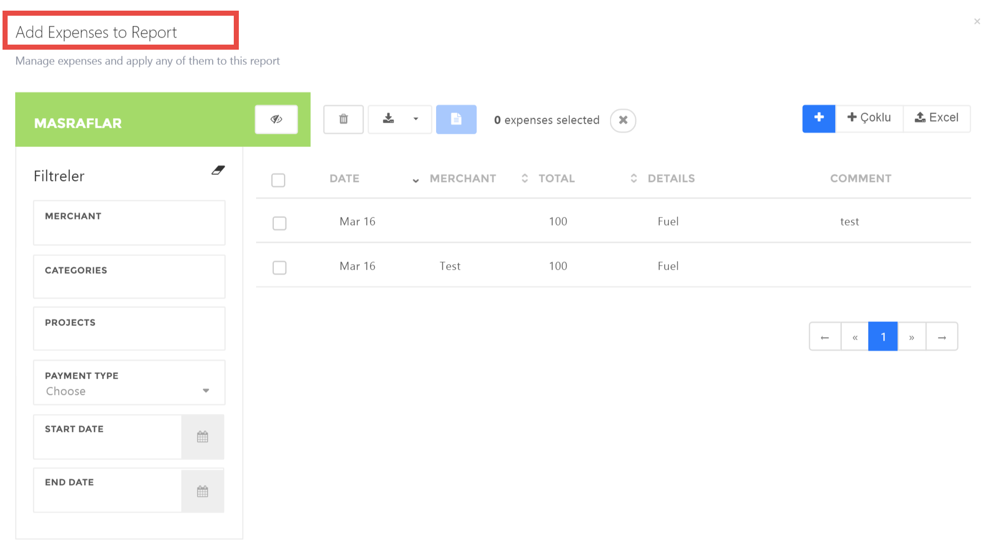 Add Expenses to Report
×
Manage expenses and apply any of them to this report
MASRAFLAR
0 expenses selected
+ Çoklu
Excel
Filtreler
MERCHANT
CATEGORIES
PROJECTS
PAYMENT TYPE
Choose
START DATE
END DATE
DATE MERCHANT TOTAL DETAILS COMMENT
Mar 16 100 Fuel test
Mar 16 Test 100 Fuel
← « 1 » →